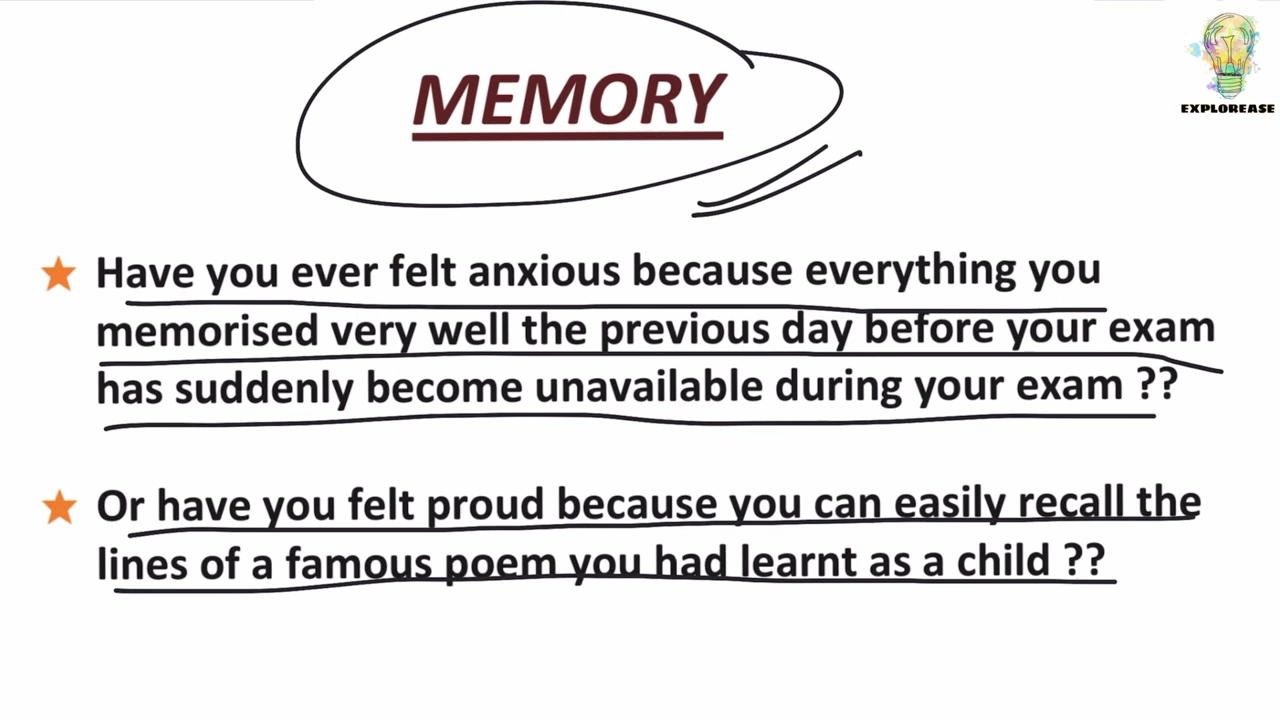 MEMORY
EXPLOREASE
Have you ever felt anxious because everything you
memorised very well the previous day before your exam
has suddenly become unavailable during your exam ??
Or have you felt proud because you can easily recall the
lines of a famous poem you had learnt as a child ??